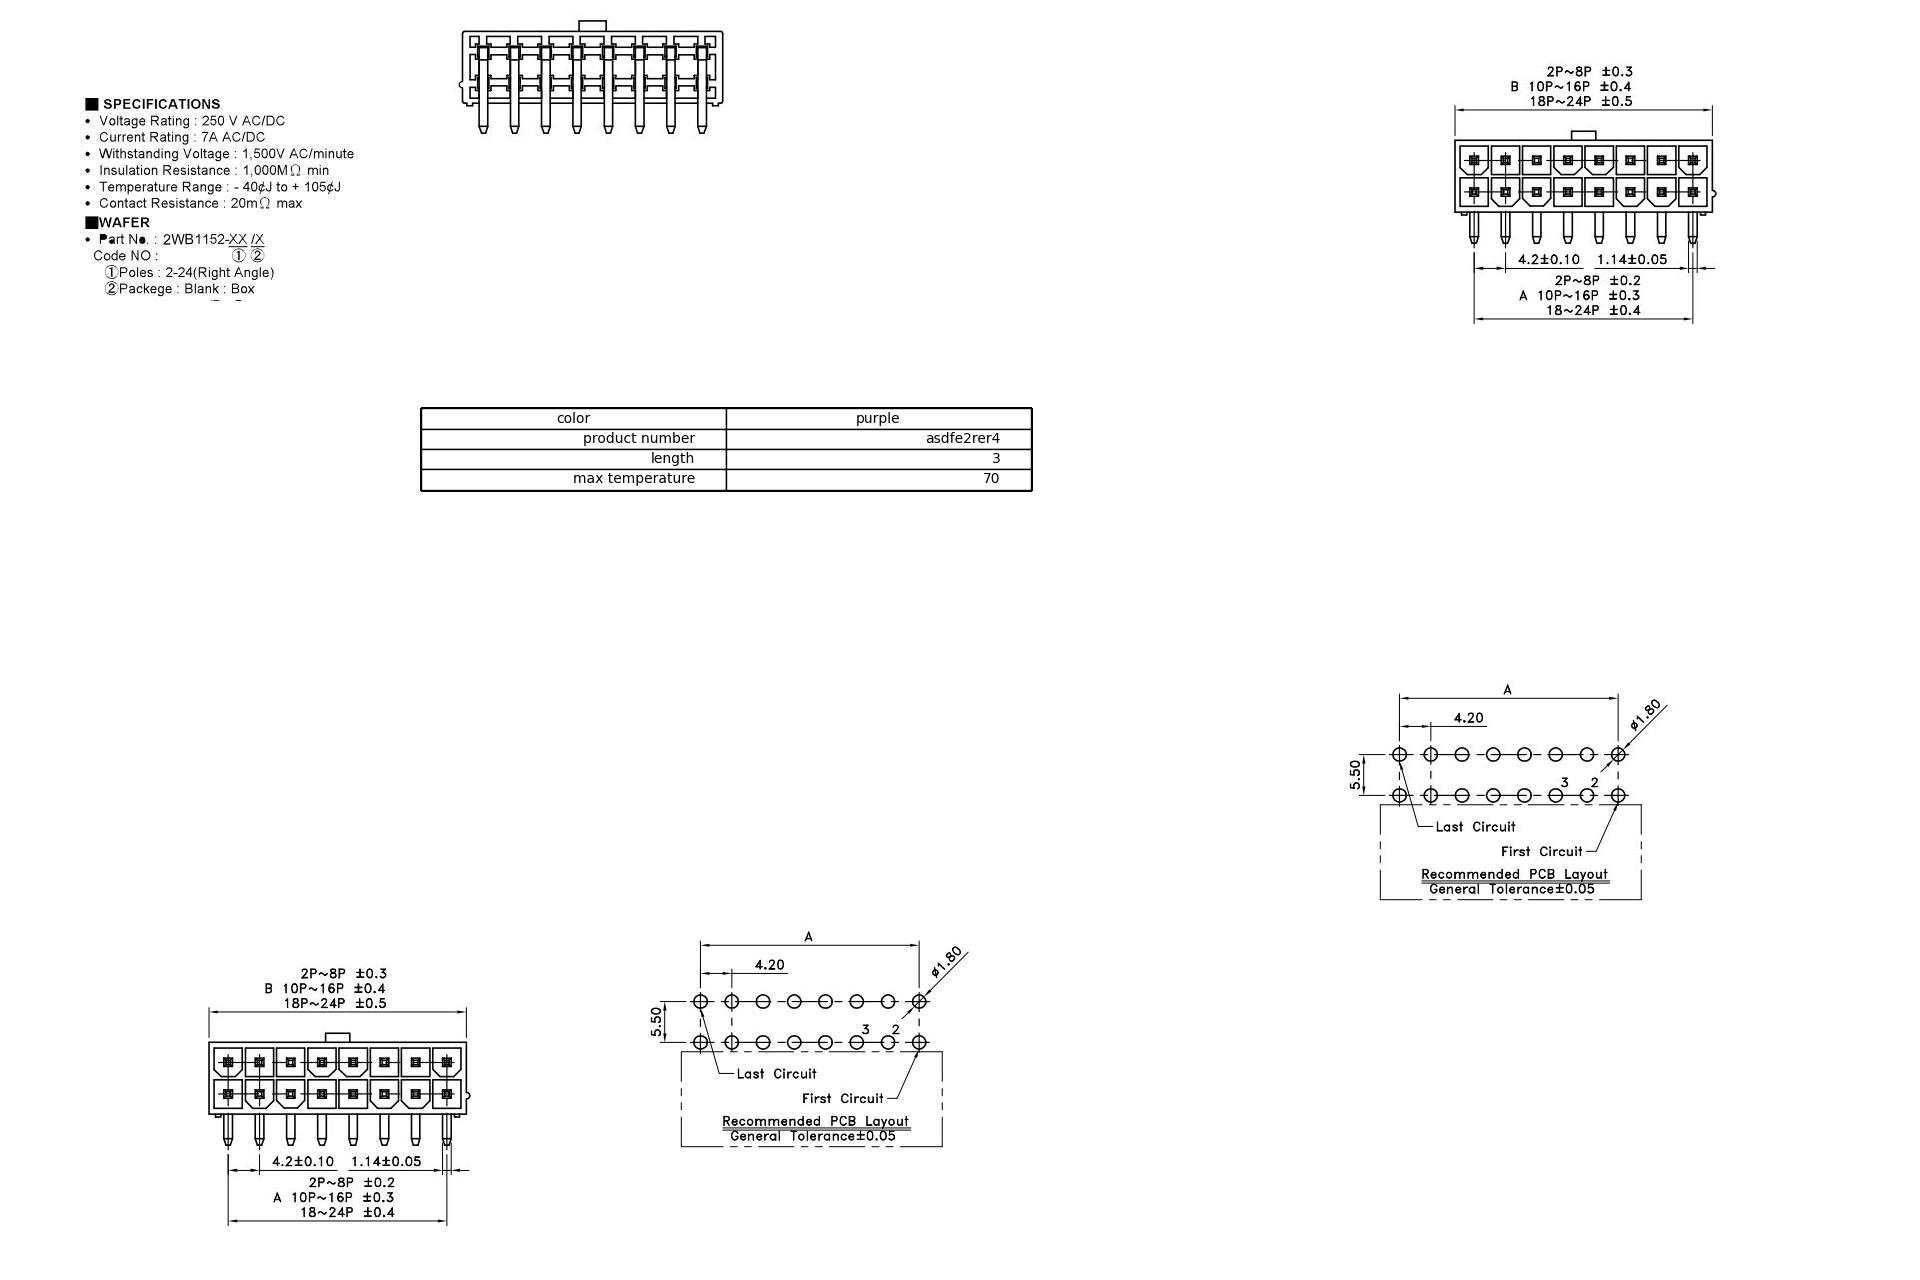 ■ SPECIFICATIONS
• Voltage Rating : 250 V AC/DC
• Current Rating : 7A AC/DC
• Withstanding Voltage : 1,500V AC/minute
• Insulation Resistance : 1,000MΩ min
• Temperature Range : - 40¢J to + 105¢J
• Contact Resistance : 20mΩ max
■WAFER
• Part No. : 2WB1152-XX /X
Code NO : ① ②
①Poles : 2-24(Right Angle)
②Packege : Blank : Box
2P~8P ±0.3
B 10P~16P ±0.4
18P~24P ±0.5
4.2±0.10 1.14±0.05
2P~8P ±0.2
A 10P~16P ±0.3
18~24P ±0.4
color purple
product number asdfe2rer4
length 3
max temperature 70
A
4.20
ø1.80
5.50
3 2
Last Circuit
First Circuit
Recommended PCB Layout
General Tolerance±0.05
2P~8P ±0.3
B 10P~16P ±0.4
18P~24P ±0.5
4.2±0.10 1.14±0.05
2P~8P ±0.2
A 10P~16P ±0.3
18~24P ±0.4
A
4.20
ø1.80
5.50
3 2
Last Circuit
First Circuit
Recommended PCB Layout
General Tolerance±0.05